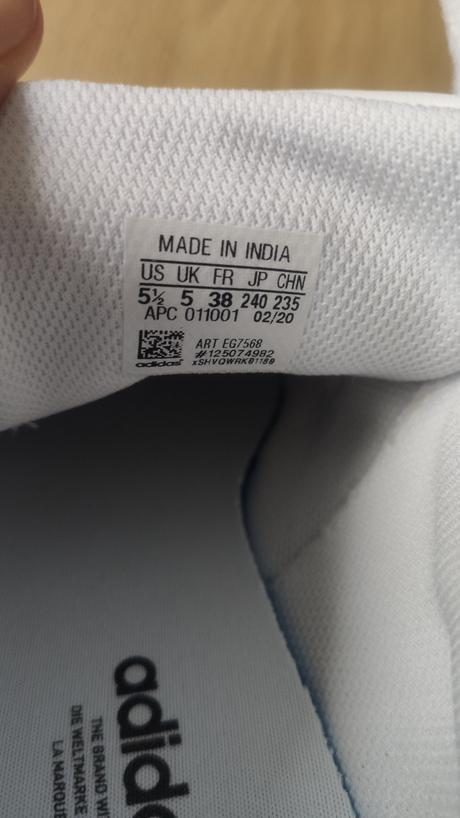 MADE IN INDIA
US UK FR JP CHN
5½ 5 38 240 235
APC 011001 02/20
ART EG7568
#125074982
adidas
adid
THE BRAND WI
DIE WELTMARKE
LA MARQUE